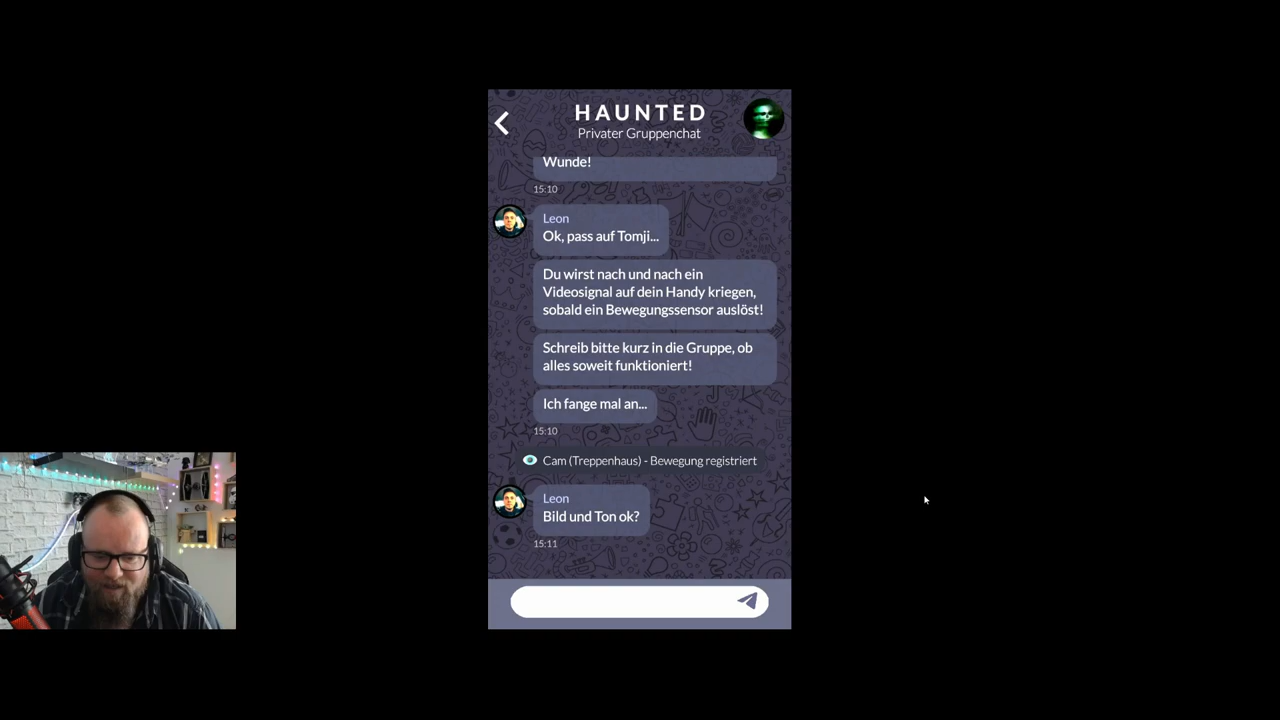 HAUNTED
Privater Gruppenchat
Wunde!
15:10
Leon
Ok, pass auf Tomji...
Du wirst nach und nach ein
Videosignal auf dein Handy kriegen,
sobald ein Bewegungssensor auslöst!
Schreib bitte kurz in die Gruppe, ob
alles soweit funktioniert!
Ich fange mal an...
15:10
Cam (Treppenhaus) - Bewegung registriert
Leon
Bild und Ton ok?
15:11